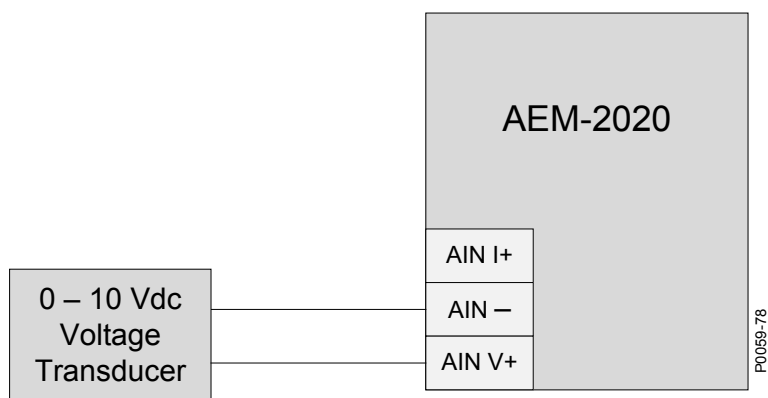 AEM-2020
AIN I+
AIN –
AIN V+
0 – 10 Vdc
Voltage
Transducer
P0059-78